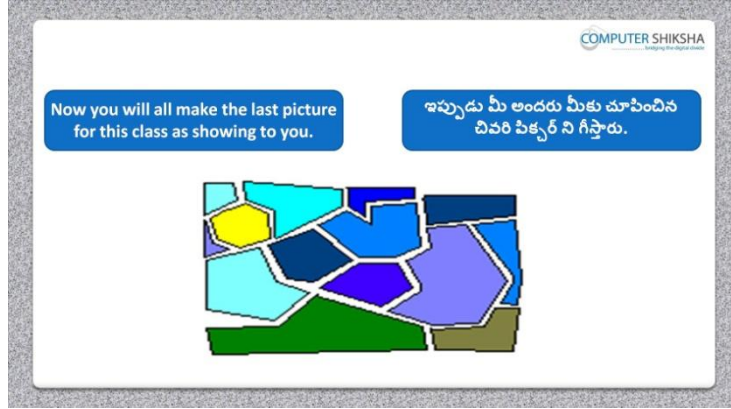 COMPUTER SHIKSHA
bridging the digital divide
Now you will all make the last picture
for this class as showing to you.
ఇప్పుడు మీ అందరు మీకు చూపించిన
చివరి పిక్చర్ ని గీస్తారు.